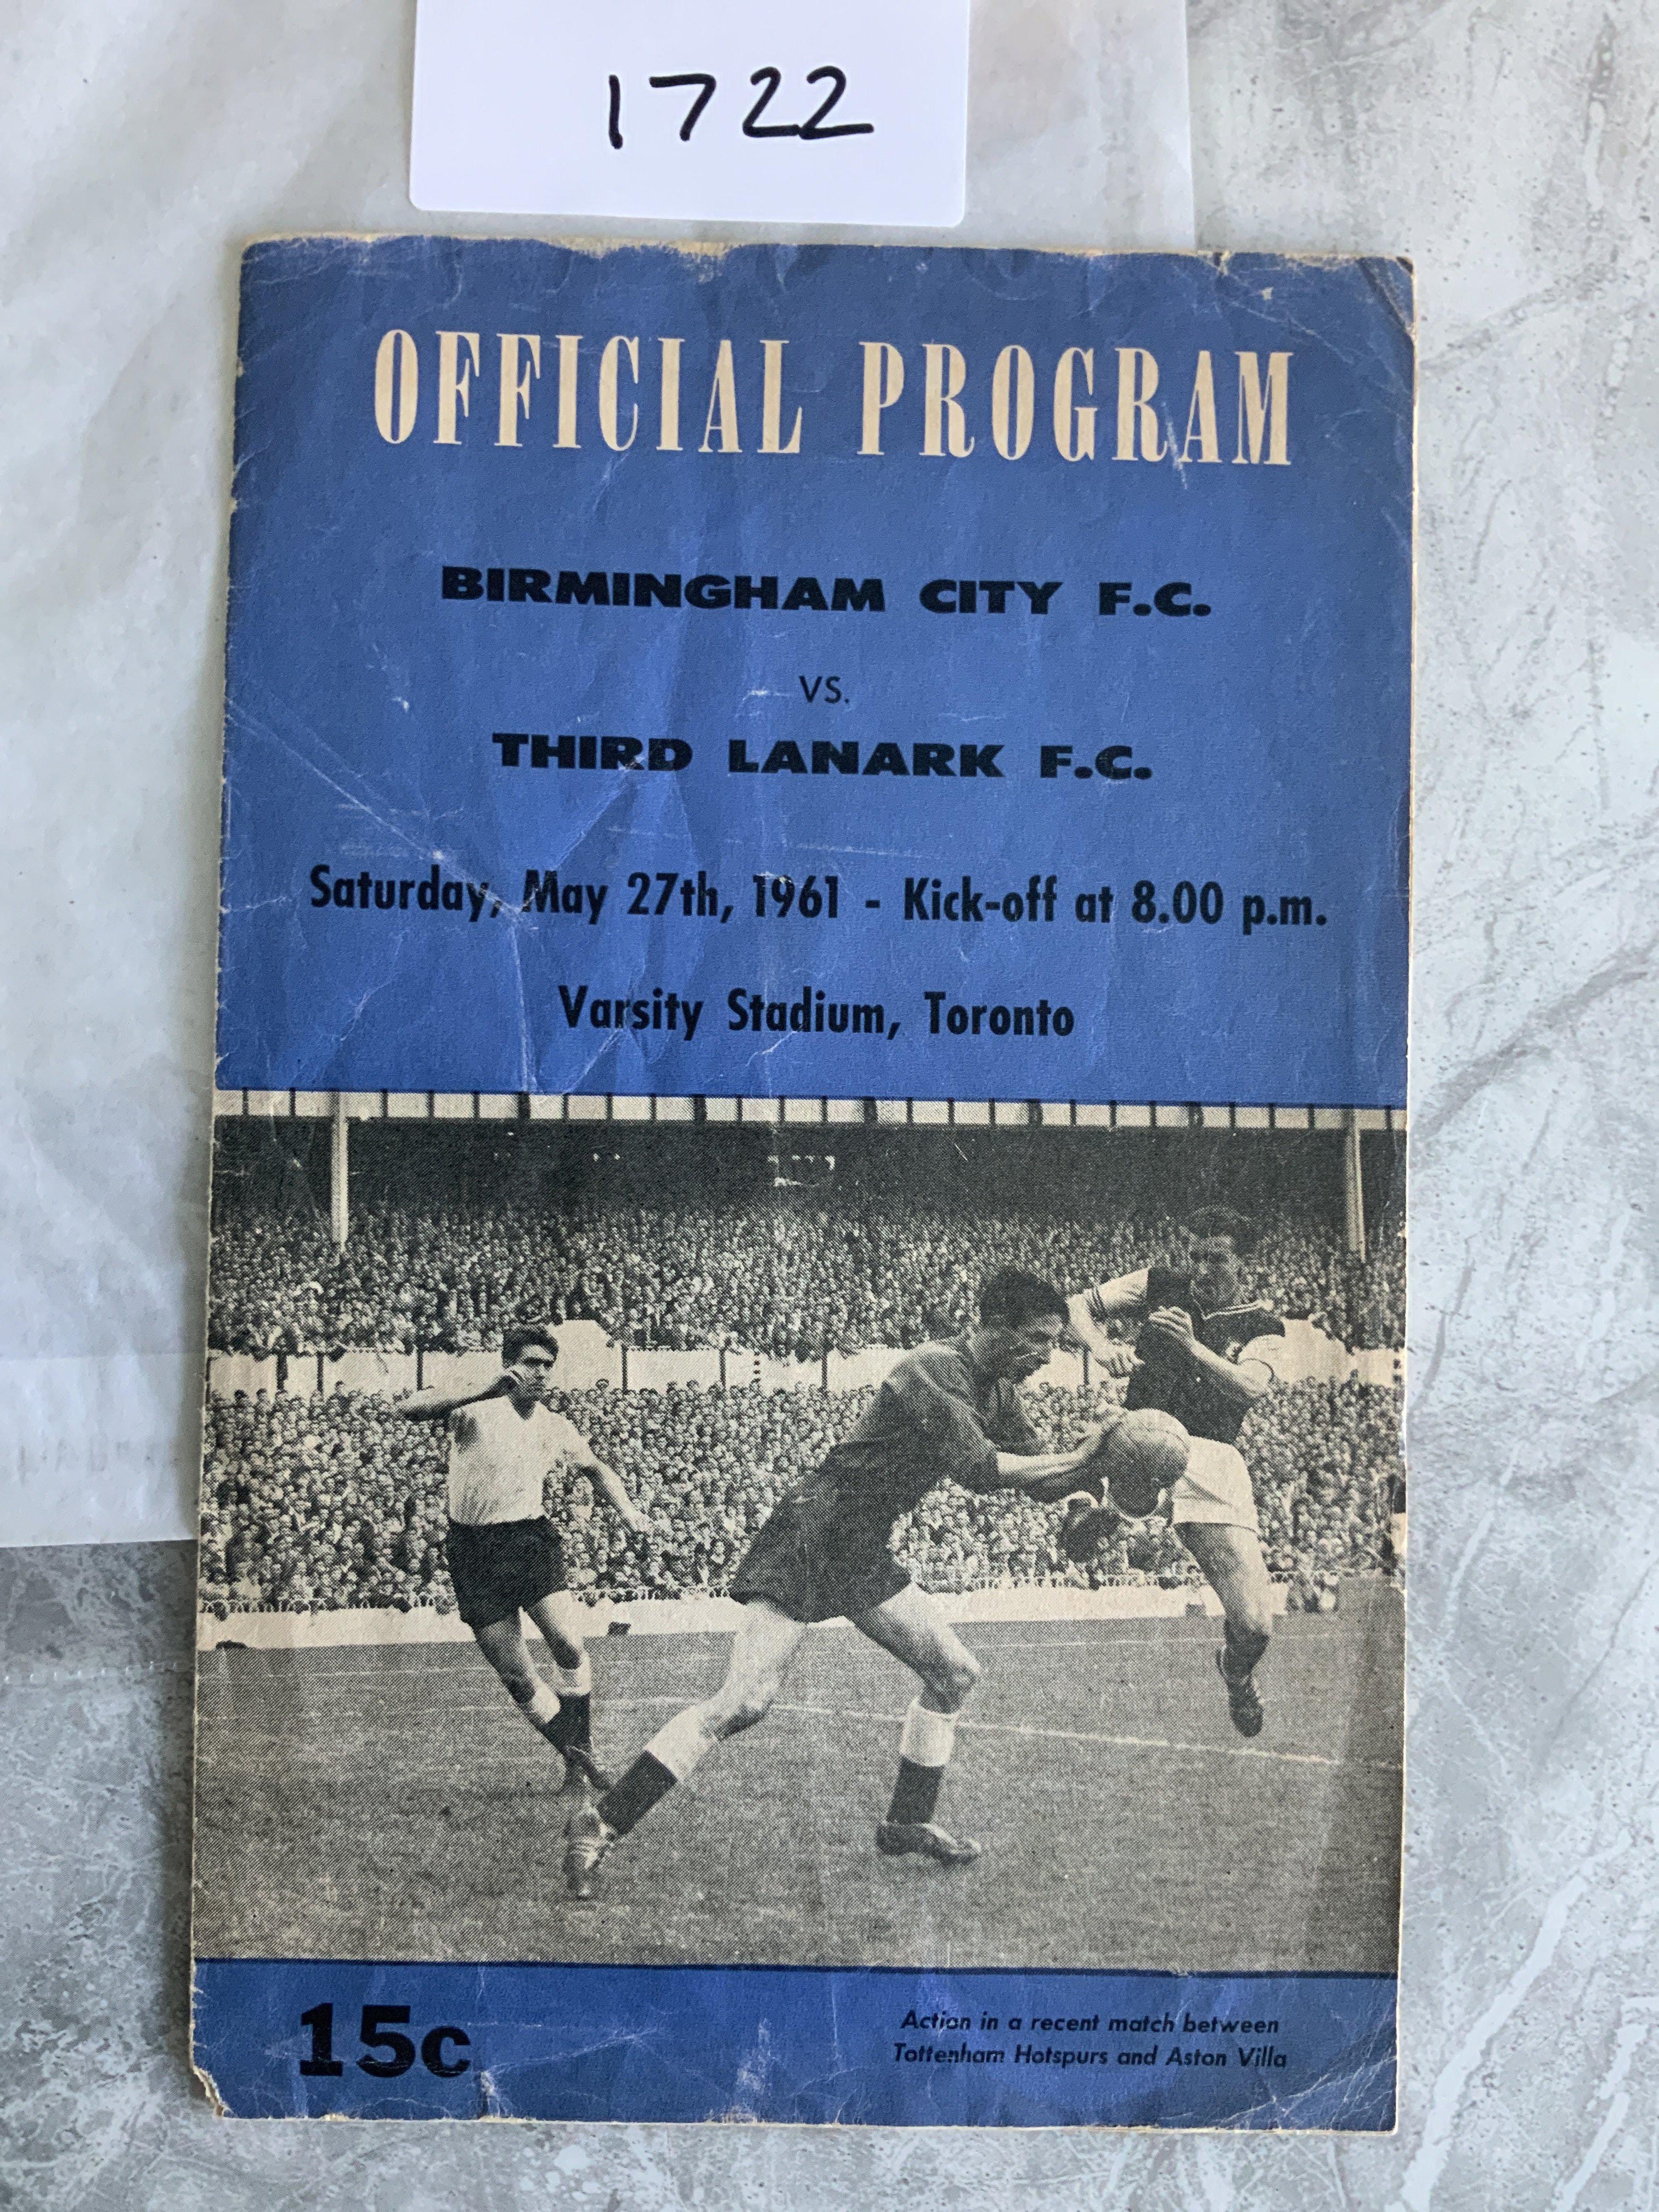 1722
OFFICIAL PROGRAM
BIRMINGHAM CITY F.C.
VS.
THIRD LANARK F.C.
Saturday, May 27th, 1961 - Kick-off at 8.00 p.m.
Varsity Stadium, Toronto
15c
Action in a recent match between
Tottenham Hotspurs and Aston Villa